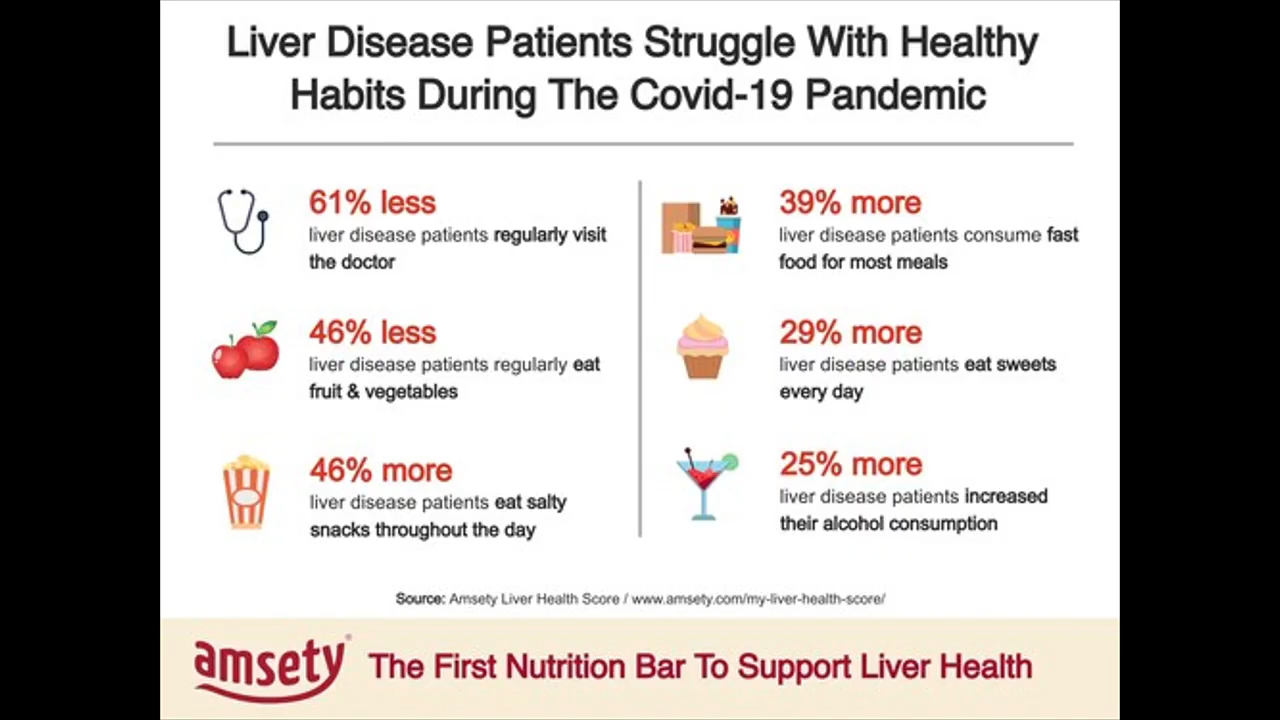 Liver Disease Patients Struggle With Healthy
Habits During The Covid-19 Pandemic
61% less
liver disease patients regularly visit
the doctor
46% less
liver disease patients regularly eat
fruit & vegetables
46% more
liver disease patients eat salty
snacks throughout the day
39% more
liver disease patients consume fast
food for most meals
29% more
liver disease patients eat sweets
every day
25% more
liver disease patients increased
their alcohol consumption
Source: Amsety Liver Health Score / www.amsety.com/my-liver-health-score/
amsety® The First Nutrition Bar To Support Liver Health